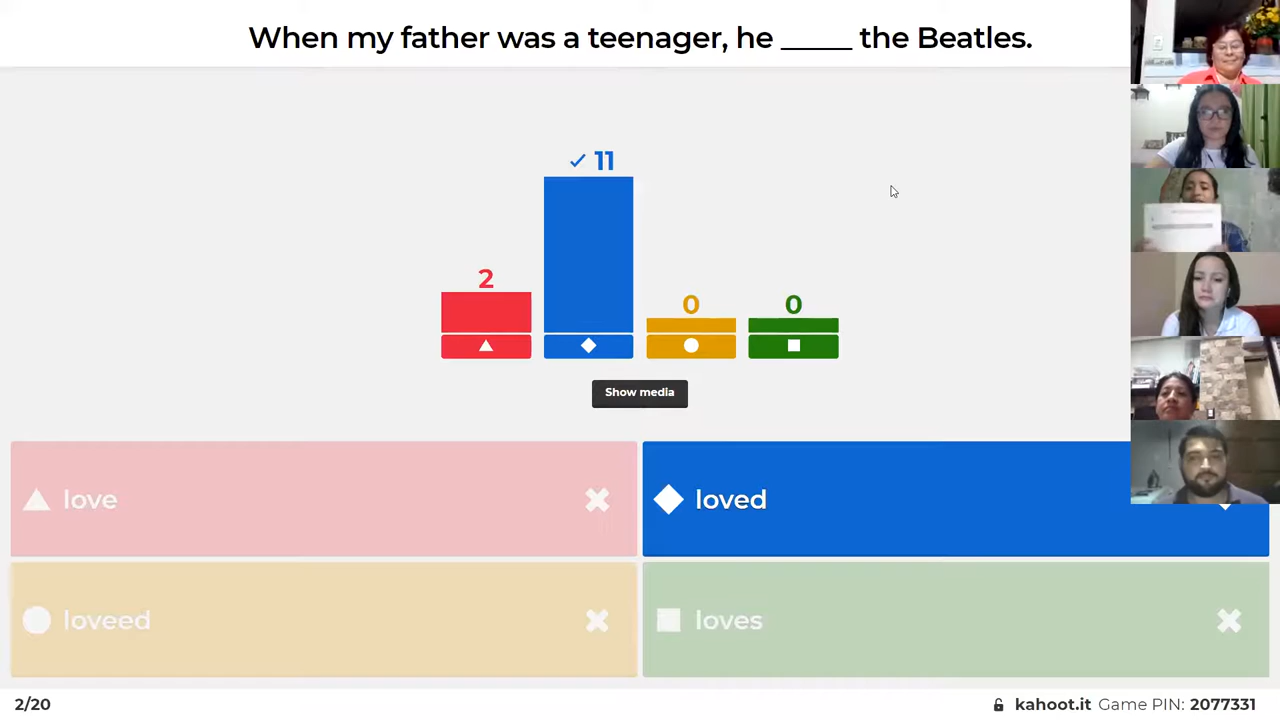 When my father was a teenager, he _____ the Beatles.
11
2
0
0
Show media
love
loved
loveed
loves
2/20
kahoot.it Game PIN: 2077331